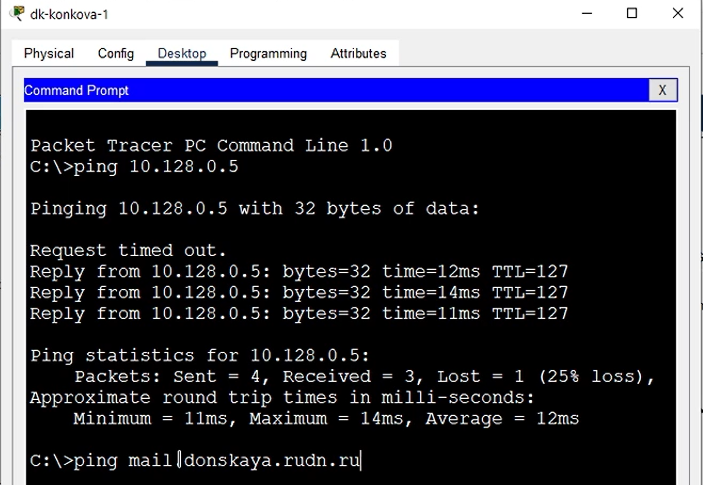 dk-konkova-1
Physical Config Desktop Programming Attributes
Command Prompt X
Packet Tracer PC Command Line 1.0
C:\>ping 10.128.0.5
Pinging 10.128.0.5 with 32 bytes of data:
Request timed out.
Reply from 10.128.0.5: bytes=32 time=12ms TTL=127
Reply from 10.128.0.5: bytes=32 time=14ms TTL=127
Reply from 10.128.0.5: bytes=32 time=11ms TTL=127
Ping statistics for 10.128.0.5:
Packets: Sent = 4, Received = 3, Lost = 1 (25% loss),
Approximate round trip times in milli-seconds:
Minimum = 11ms, Maximum = 14ms, Average = 12ms
C:\>ping mail.donskaya.rudn.ru